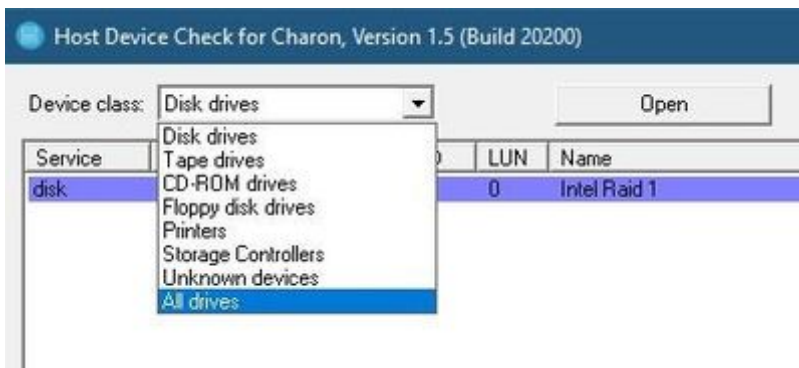 Host Device Check for Charon, Version 1.5 (Build 20200)
Device class: Disk drives Open
Disk drives
Service Tape drives LUN Name
disk CD-ROM drives 0 Intel Raid 1
Floppy disk drives
Printers
Storage Controllers
Unknown devices
All drives